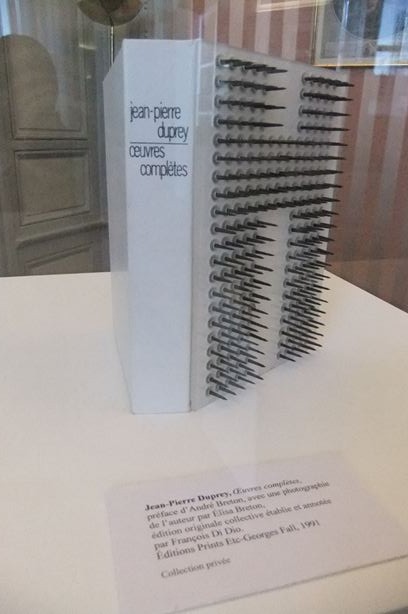 jean-pierre
duprey
œuvres
complètes
Jean-Pierre Duprey, Œuvres complètes,
préface d'André Breton, avec une photographie
de l'auteur par Élisa Breton,
édition originale collective établie et annotée
par François Di Dio.
Éditions Prints Etc-Georges Fall, 1991
Collection privée